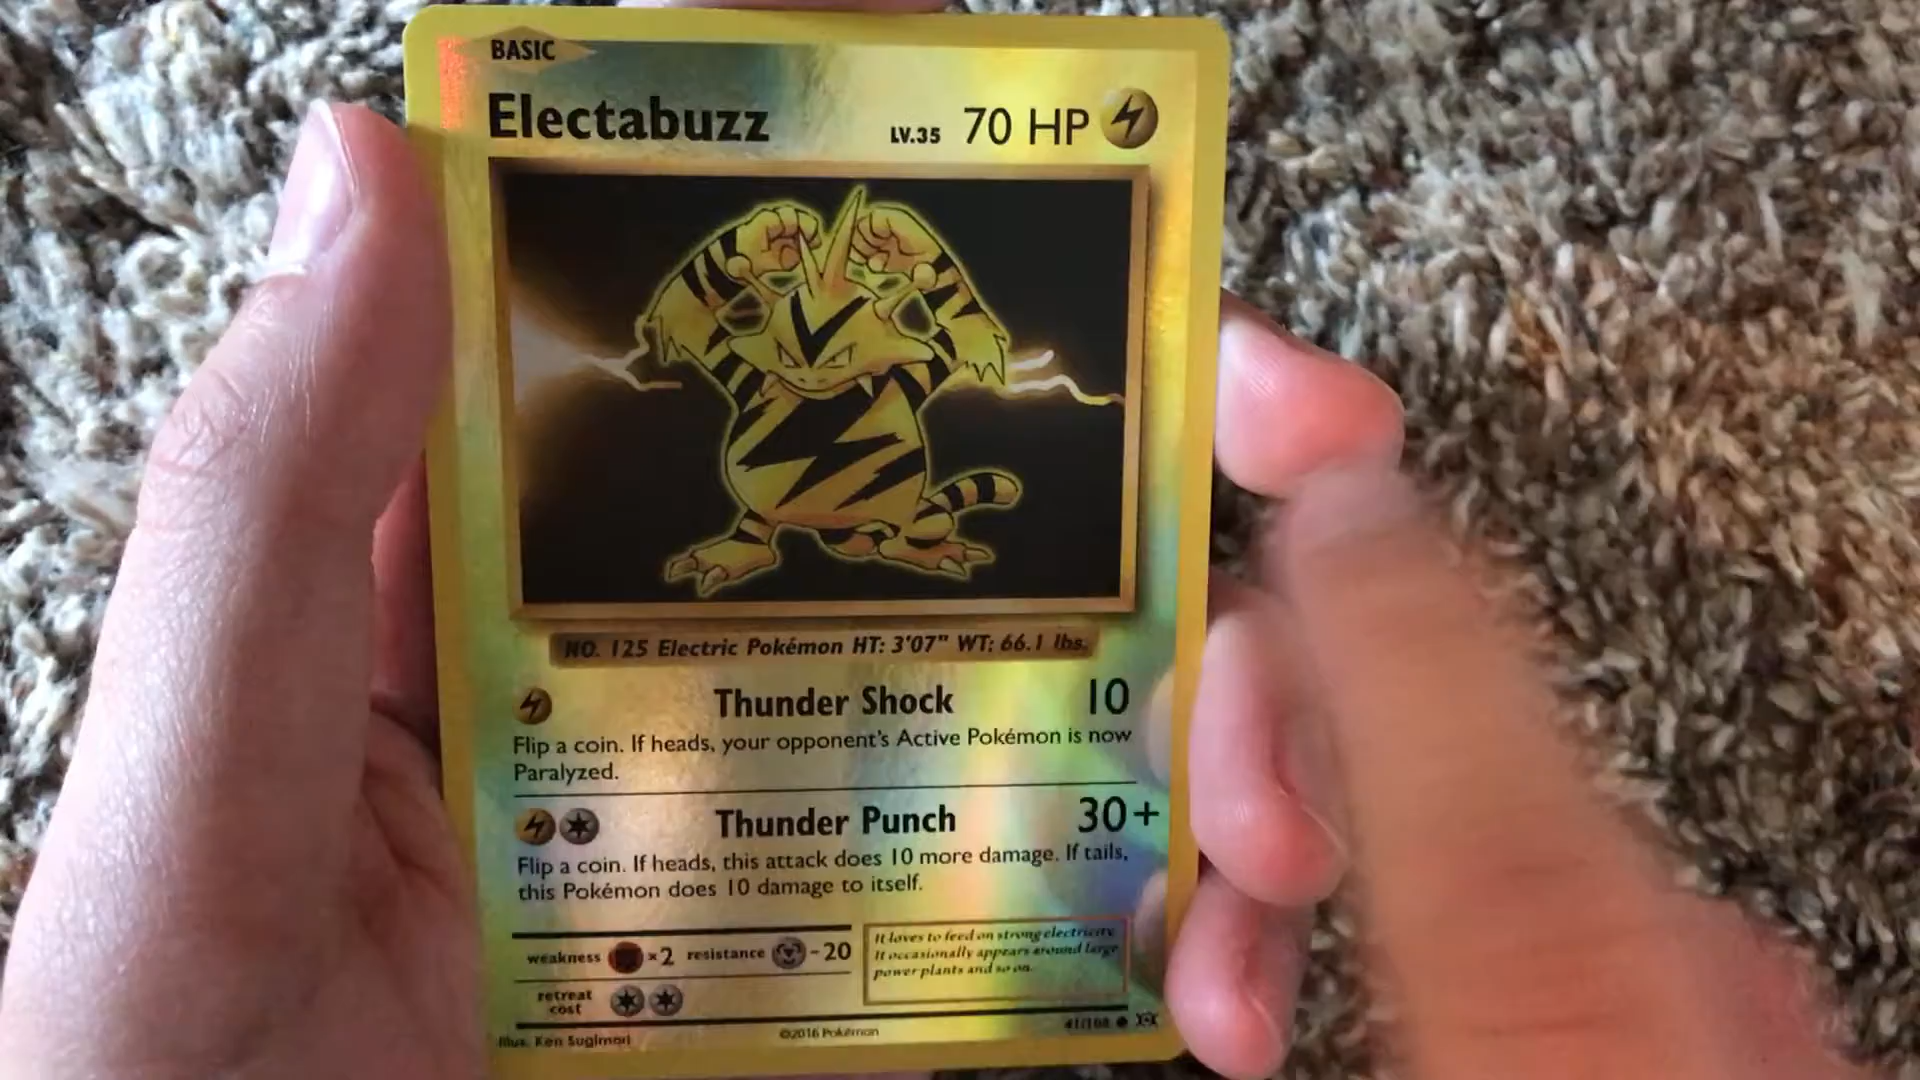 BASIC
Electabuzz LV.35 70 HP
NO. 125 Electric Pokémon HT: 3'07" WT: 66.1 lbs.
Thunder Shock 10
Flip a coin. If heads, your opponent's Active Pokémon is now
Paralyzed.
Thunder Punch 30+
Flip a coin. If heads, this attack does 10 more damage. If tails,
this Pokémon does 10 damage to itself.
weakness ×2 resistance -20
It loves to feed on strong electricity.
It occasionally appears around large
power plants and so on.
retreat
cost
Illus. Ken Sugimori ©2016 Pokémon 41/108